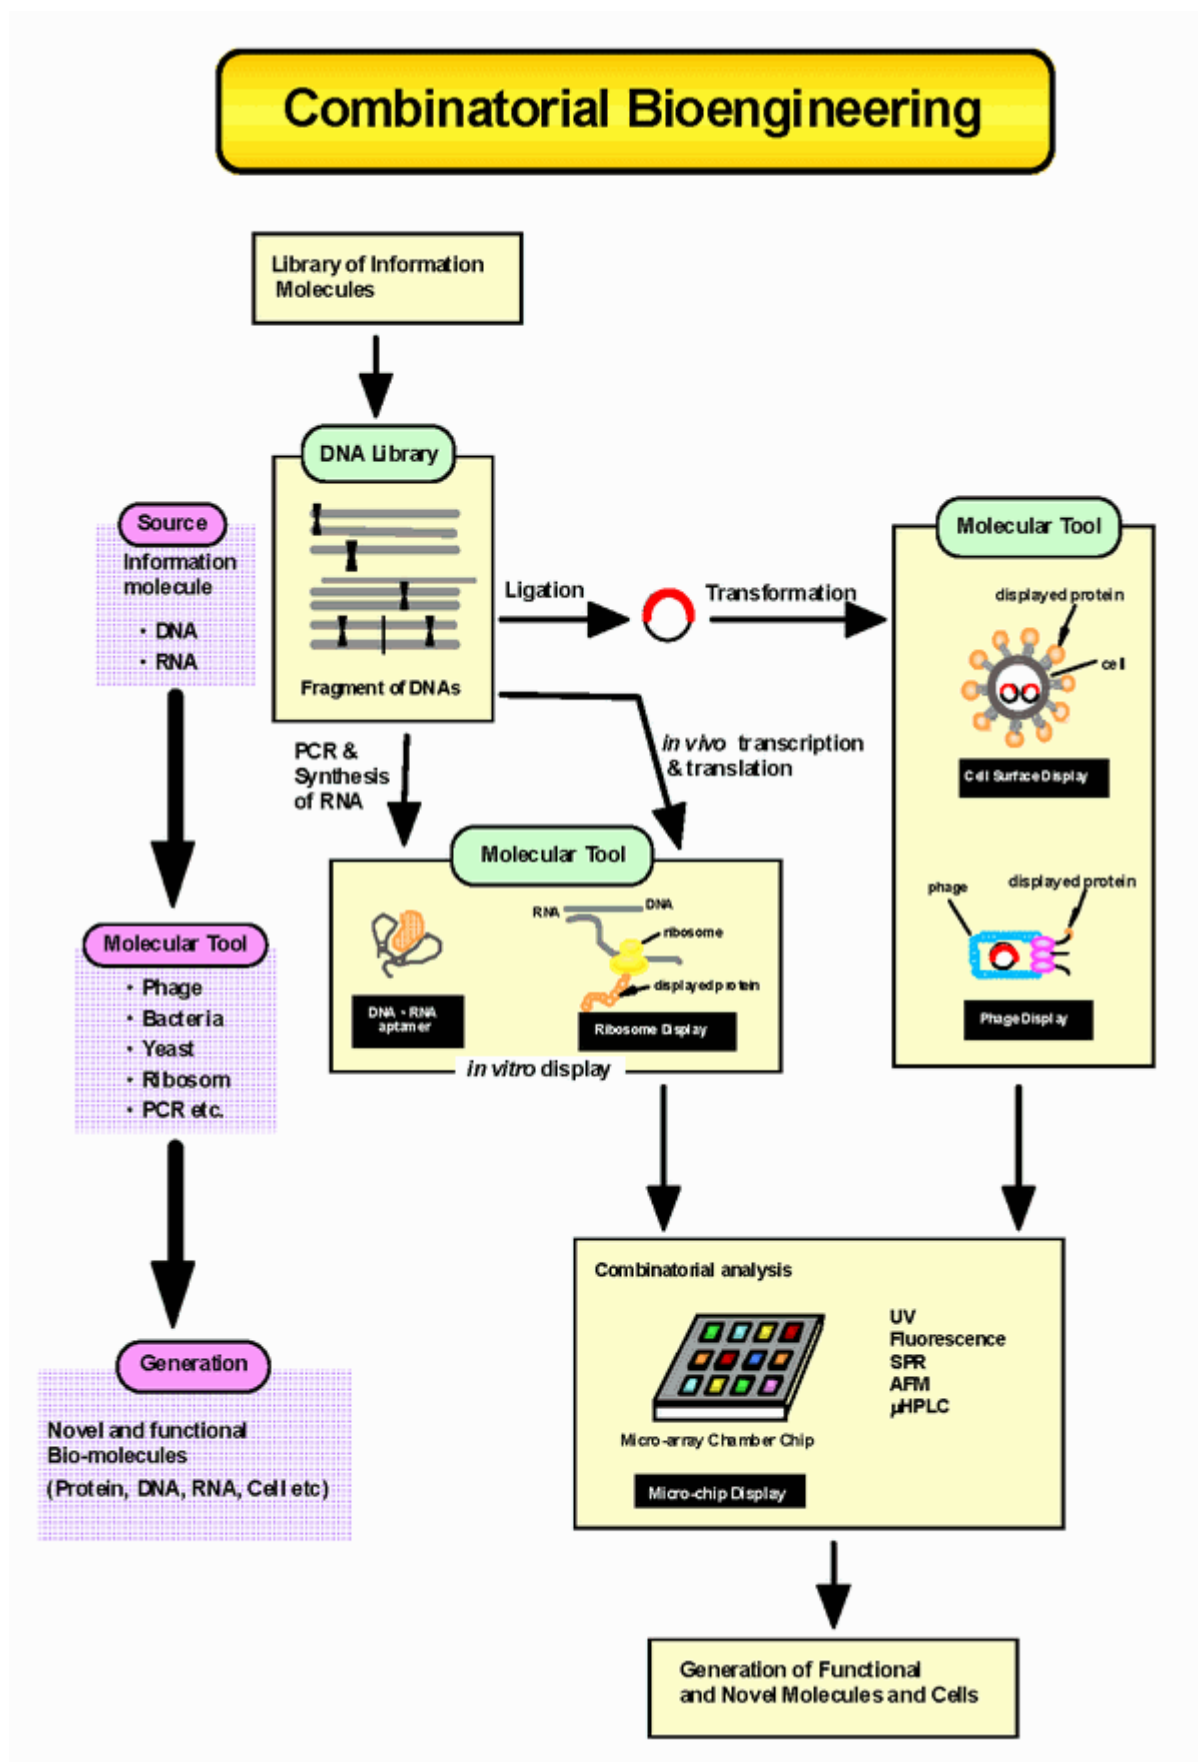 Combinatorial Bioengineering
Library of Information
Molecules
DNA Library
Fragment of DNAs
Source
Information
molecule
・ DNA
・ RNA
Ligation
Transformation
Molecular Tool
displayed protein
cell
Cell Surface Display
phage
displayed protein
Phage Display
PCR &
Synthesis
of RNA
in vivo transcription
& translation
Molecular Tool
RNA
DNA
ribosome
displayed protein
DNA・RNA
aptamer
Ribosome Display
in vitro display
Molecular Tool
・ Phage
・ Bacteria
・ Yeast
・ Ribosom
・ PCR etc.
Combinatorial analysis
UV
Fluorescence
SPR
AFM
μHPLC
Micro-array Chamber Chip
Micro-chip Display
Generation
Novel and functional
Bio-molecules
(Protein, DNA, RNA, Cell etc)
Generation of Functional
and Novel Molecules and Cells